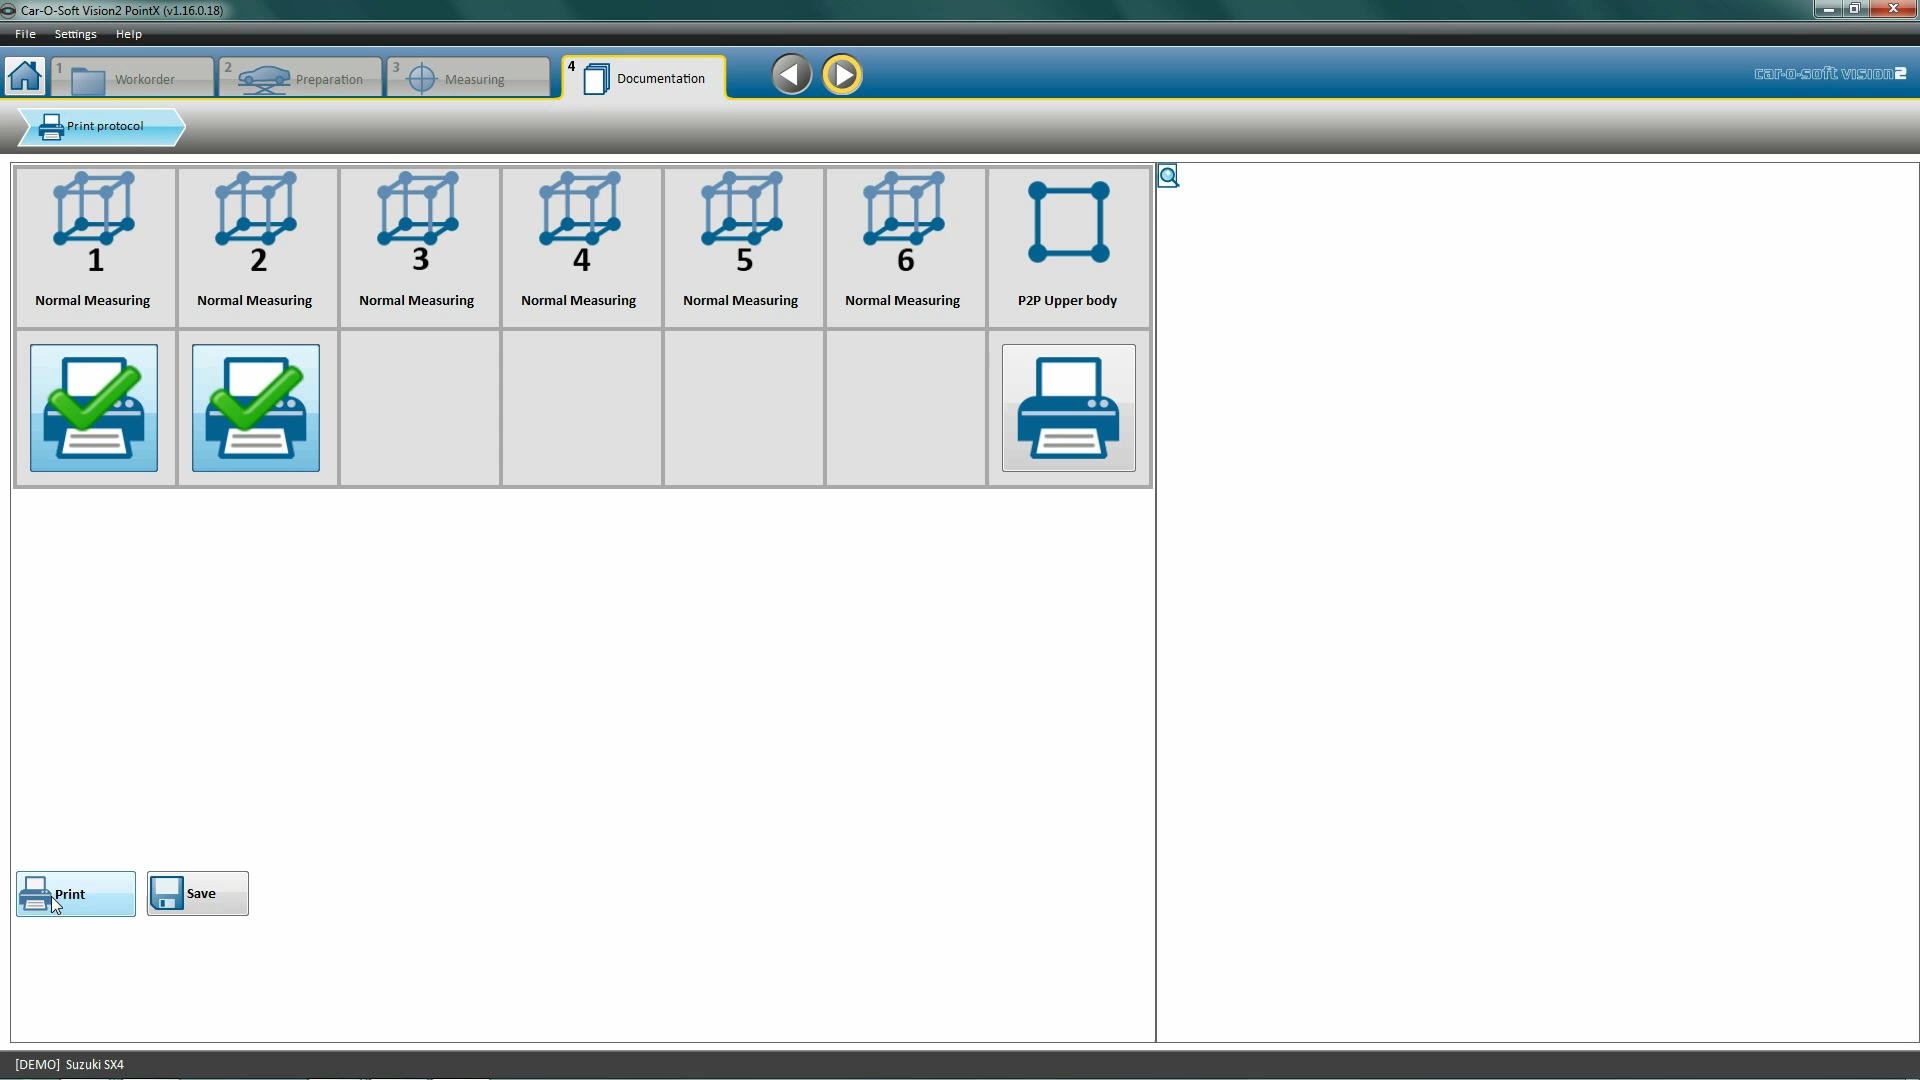 Car-O-Soft Vision2 PointX (v1.16.0.18)
File Settings Help
1 Workorder
2 Preparation
3 Measuring
4 Documentation
car-o-soft vision2
Print protocol
1 2 3 4 5 6
Normal Measuring Normal Measuring Normal Measuring Normal Measuring Normal Measuring Normal Measuring P2P Upper body
Print Save
[DEMO] Suzuki SX4